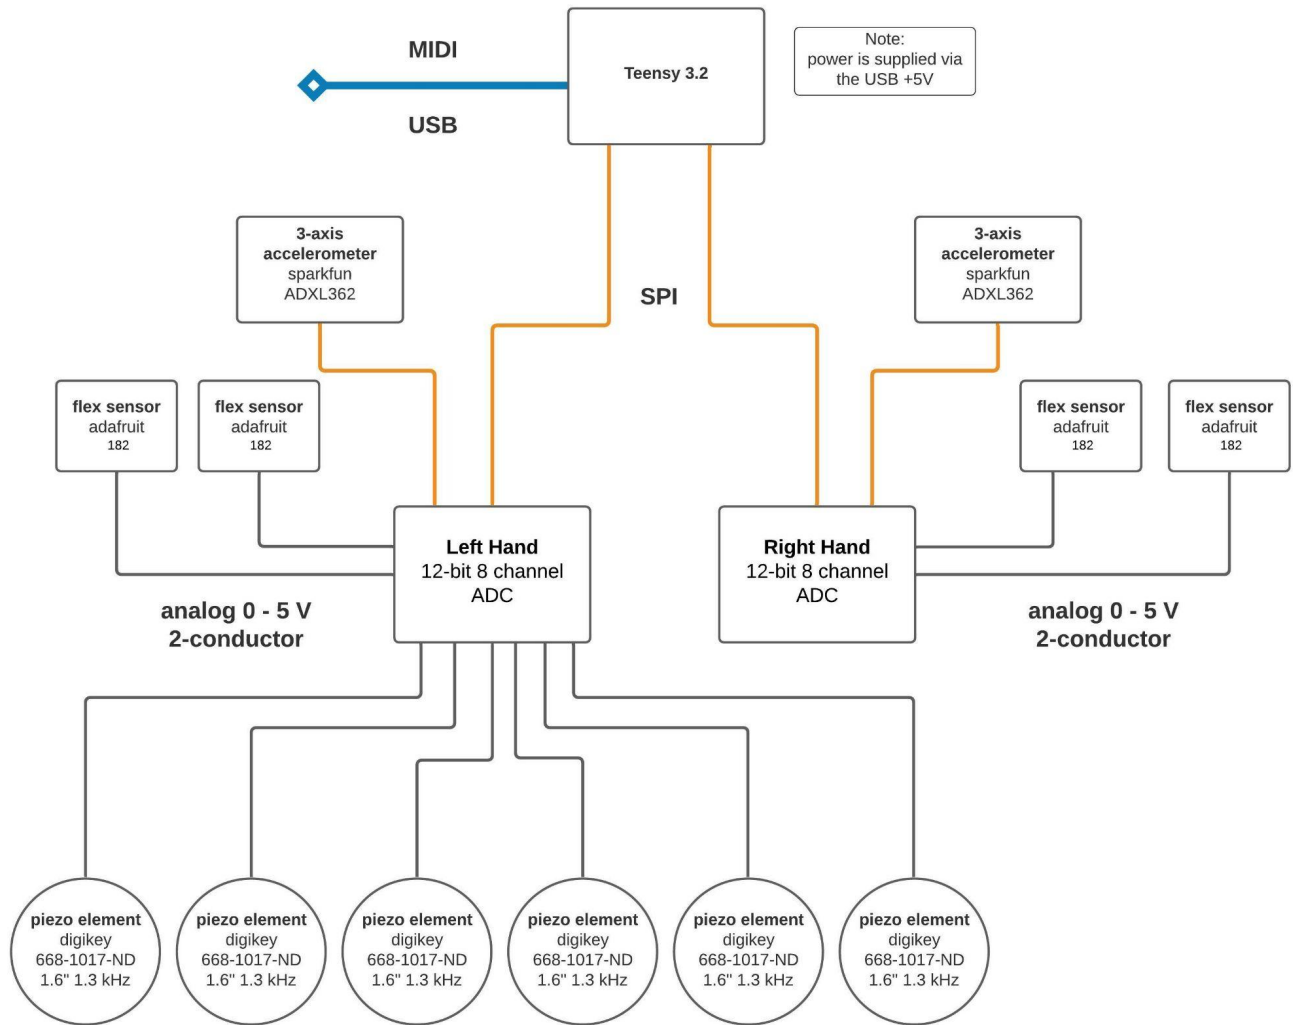 MIDI
USB
Teensy 3.2
Note:
power is supplied via
the USB +5V
3-axis
accelerometer
sparkfun
ADXL362
SPI
3-axis
accelerometer
sparkfun
ADXL362
flex sensor
adafruit
182
flex sensor
adafruit
182
flex sensor
adafruit
182
flex sensor
adafruit
182
Left Hand
12-bit 8 channel
ADC
Right Hand
12-bit 8 channel
ADC
analog 0 - 5 V
2-conductor
analog 0 - 5 V
2-conductor
piezo element
digikey
668-1017-ND
1.6" 1.3 kHz
piezo element
digikey
668-1017-ND
1.6" 1.3 kHz
piezo element
digikey
668-1017-ND
1.6" 1.3 kHz
piezo element
digikey
668-1017-ND
1.6" 1.3 kHz
piezo element
digikey
668-1017-ND
1.6" 1.3 kHz
piezo element
digikey
668-1017-ND
1.6" 1.3 kHz